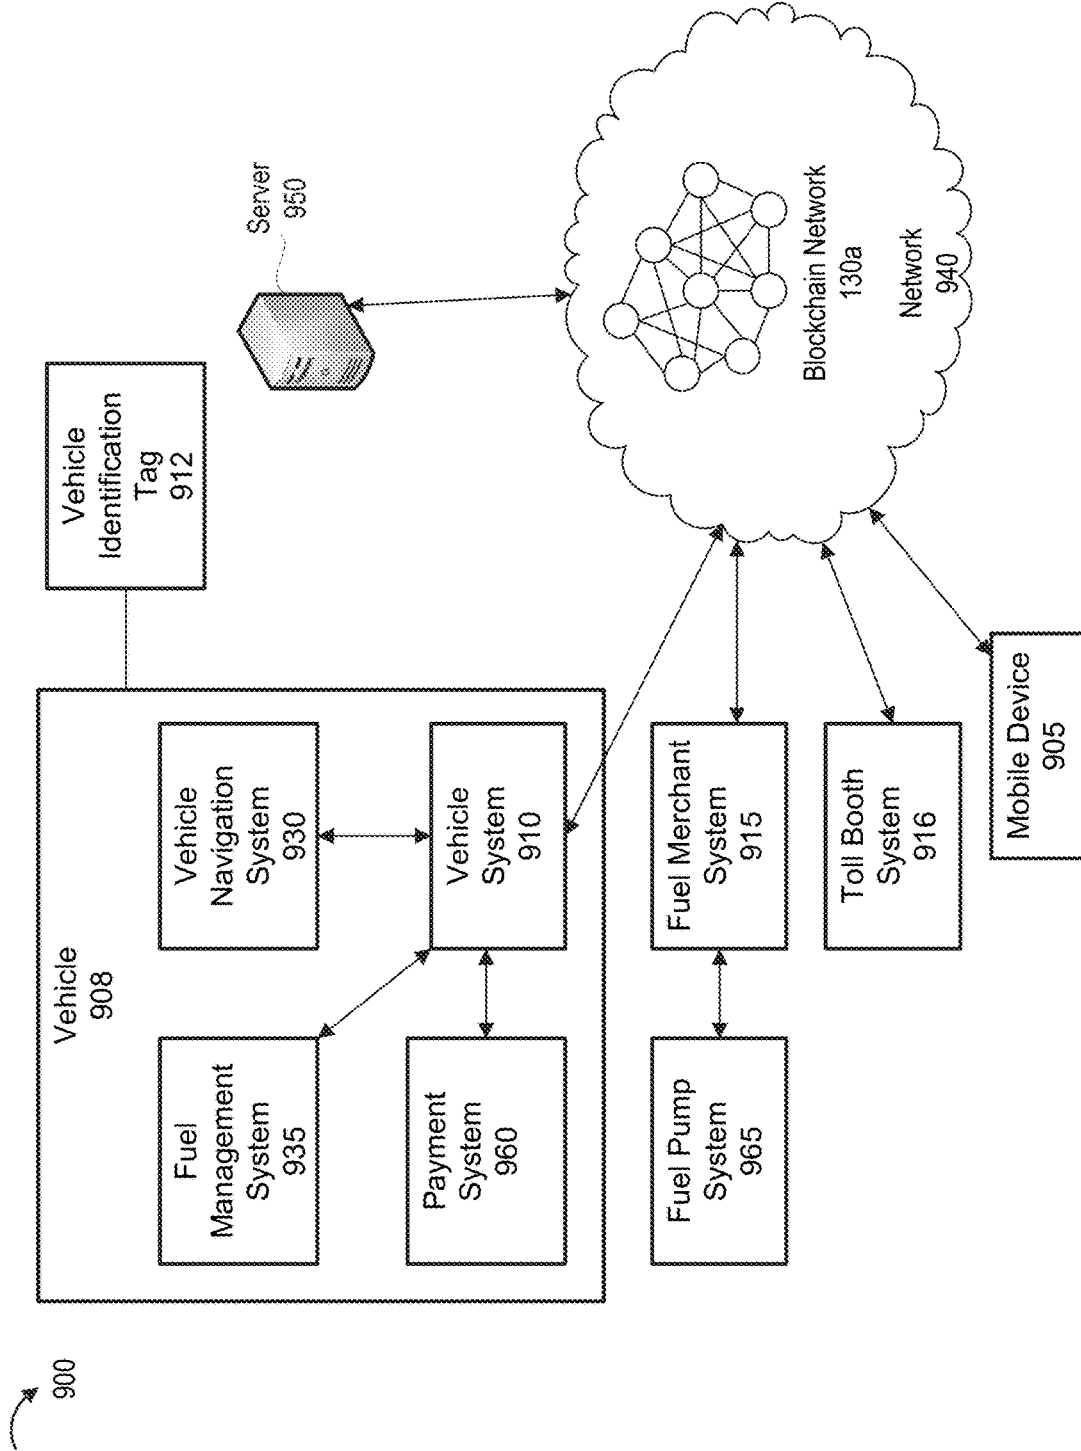 900
Vehicle
908
Fuel
Management
System
935
Vehicle
Navigation
System
930
Payment
System
960
Vehicle
System
910
Vehicle
Identification
Tag
912
Server
950
Fuel Pump
System
965
Fuel Merchant
System
915
Toll Booth
System
916
Mobile Device
905
Blockchain Network
130a
Network
940